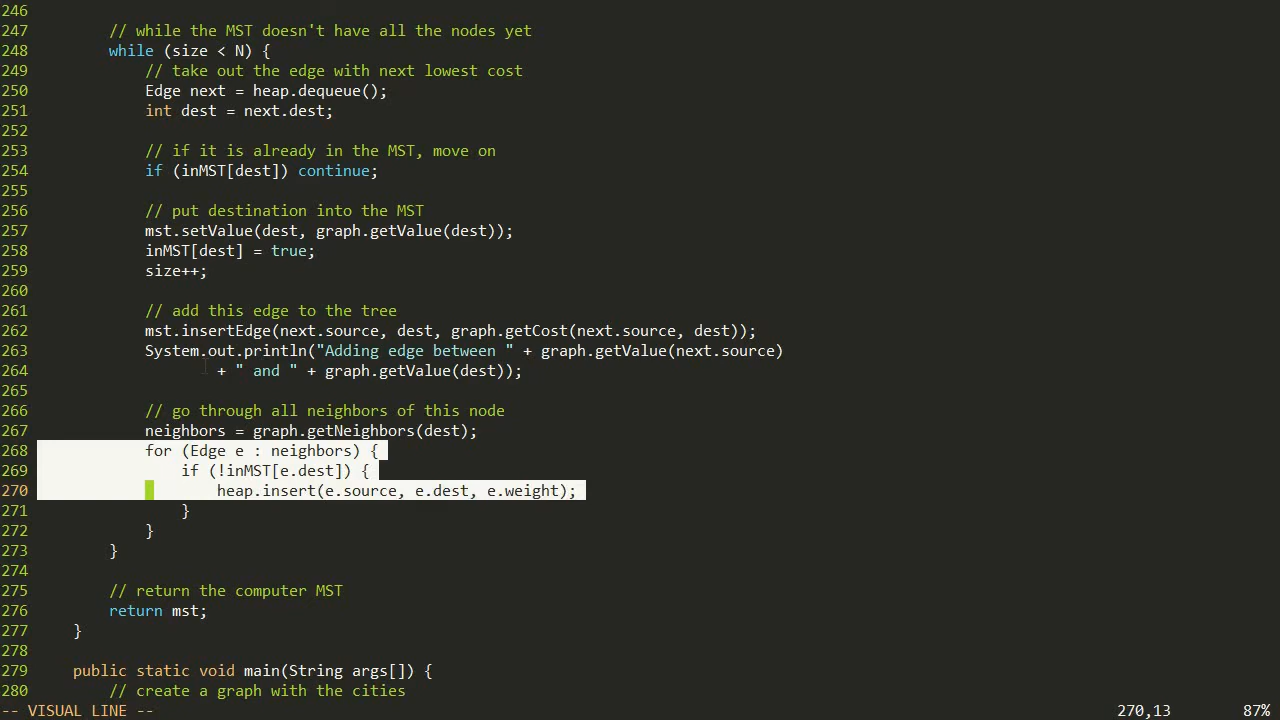 246
247         // while the MST doesn't have all the nodes yet
248         while (size < N) {
249             // take out the edge with next lowest cost
250             Edge next = heap.dequeue();
251             int dest = next.dest;
252
253             // if it is already in the MST, move on
254             if (inMST[dest]) continue;
255
256             // put destination into the MST
257             mst.setValue(dest, graph.getValue(dest));
258             inMST[dest] = true;
259             size++;
260
261             // add this edge to the tree
262             mst.insertEdge(next.source, dest, graph.getCost(next.source, dest));
263             System.out.println("Adding edge between " + graph.getValue(next.source)
264                     + " and " + graph.getValue(dest));
265
266             // go through all neighbors of this node
267             neighbors = graph.getNeighbors(dest);
268             for (Edge e : neighbors) {
269                 if (!inMST[e.dest]) {
270                     heap.insert(e.source, e.dest, e.weight);
271                 }
272             }
273         }
274
275         // return the computer MST
276         return mst;
277     }
278
279     public static void main(String args[]) {
280         // create a graph with the cities
-- VISUAL LINE -- 270,13 87%